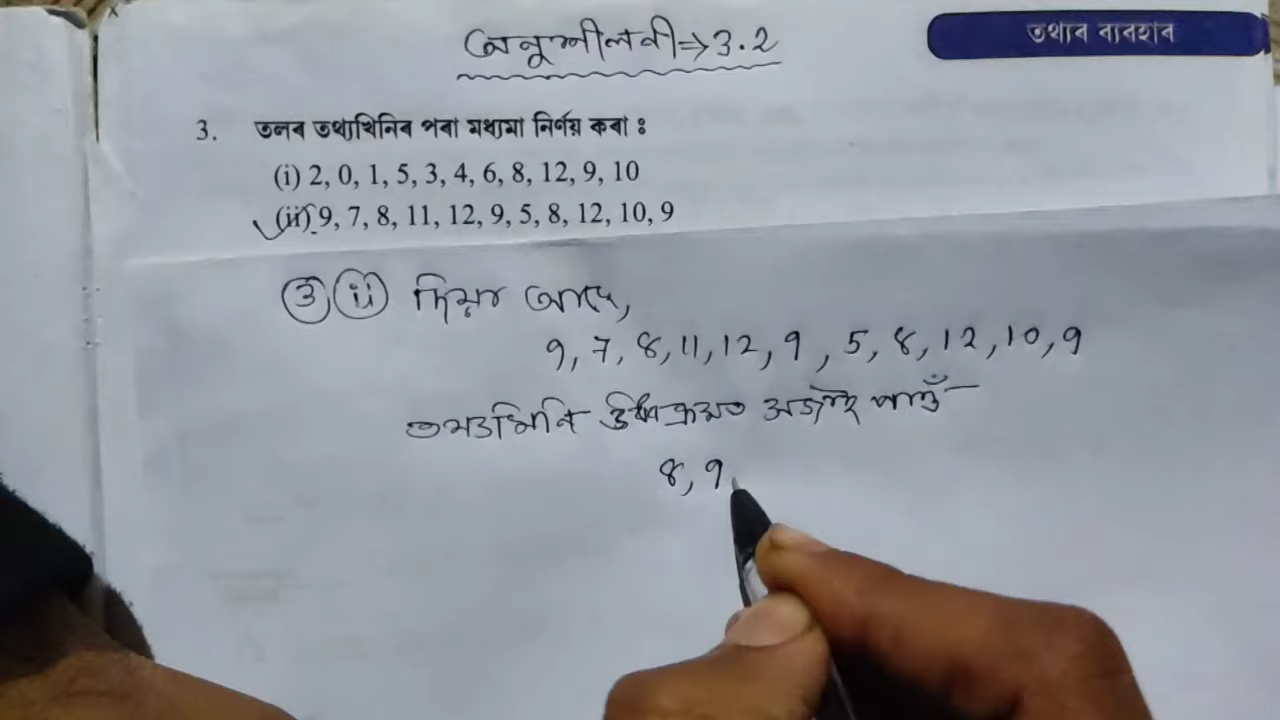 তথ্যৰ ব্যৱহাৰ
অনুশীলনী ⇒ 3.2
3. তলৰ তথ্যখিনিৰ পৰা মধ্যমা নিৰ্ণয় কৰা :
(i) 2, 0, 1, 5, 3, 4, 6, 8, 12, 9, 10
(ii) 9, 7, 8, 11, 12, 9, 5, 8, 12, 10, 9
3 ii দিয়া আছে,
9, 7, 8, 11, 12, 9, 5, 8, 12, 10, 9
তথ্যখিনি উৰ্ধক্ৰমত সজাই পাওঁ —
8, 9